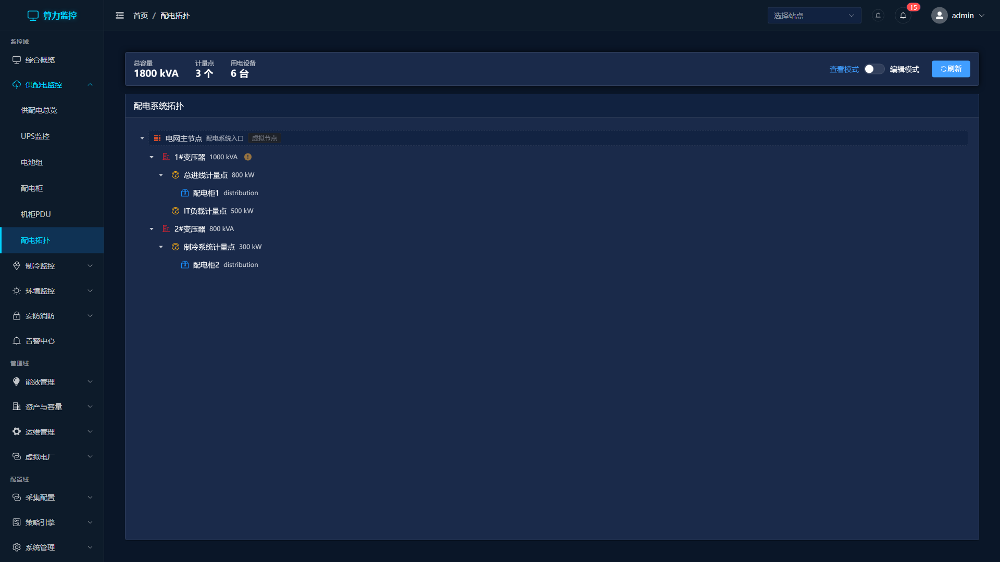 算力监控
首页 / 配电拓扑
选择站点
15
admin
监控域
综合概览
供配电监控
供配电总览
UPS监控
电池组
配电柜
机柜PDU
配电拓扑
制冷监控
环境监控
安防消防
告警中心
管理域
能效管理
资产与容量
运维管理
虚拟电厂
配置域
采集配置
策略引擎
系统管理
总容量
1800 kVA
计量点
3 个
用电设备
6 台
查看模式
编辑模式
刷新
配电系统拓扑
电网主节点 配电系统入口 虚拟节点
1#变压器 1000 kVA
总进线计量点 800 kW
配电柜1 distribution
IT负载计量点 500 kW
2#变压器 800 kVA
制冷系统计量点 300 kW
配电柜2 distribution